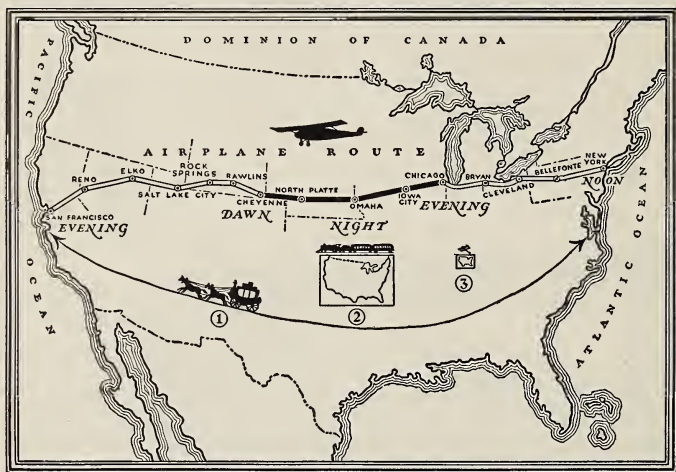 DOMINION OF CANADA
PACIFIC
OCEAN
AIRPLANE ROUTE
SAN FRANCISCO
EVENING
RENO
ELKO
SALT LAKE CITY
ROCK SPRINGS
RAWLINS
CHEYENNE
DAWN
NORTH PLATTE
OMAHA
NIGHT
IOWA CITY
CHICAGO
EVENING
BRYAN
CLEVELAND
BELLEFONTE
NEW YORK
NOON
ATLANTIC OCEAN
1
2
3